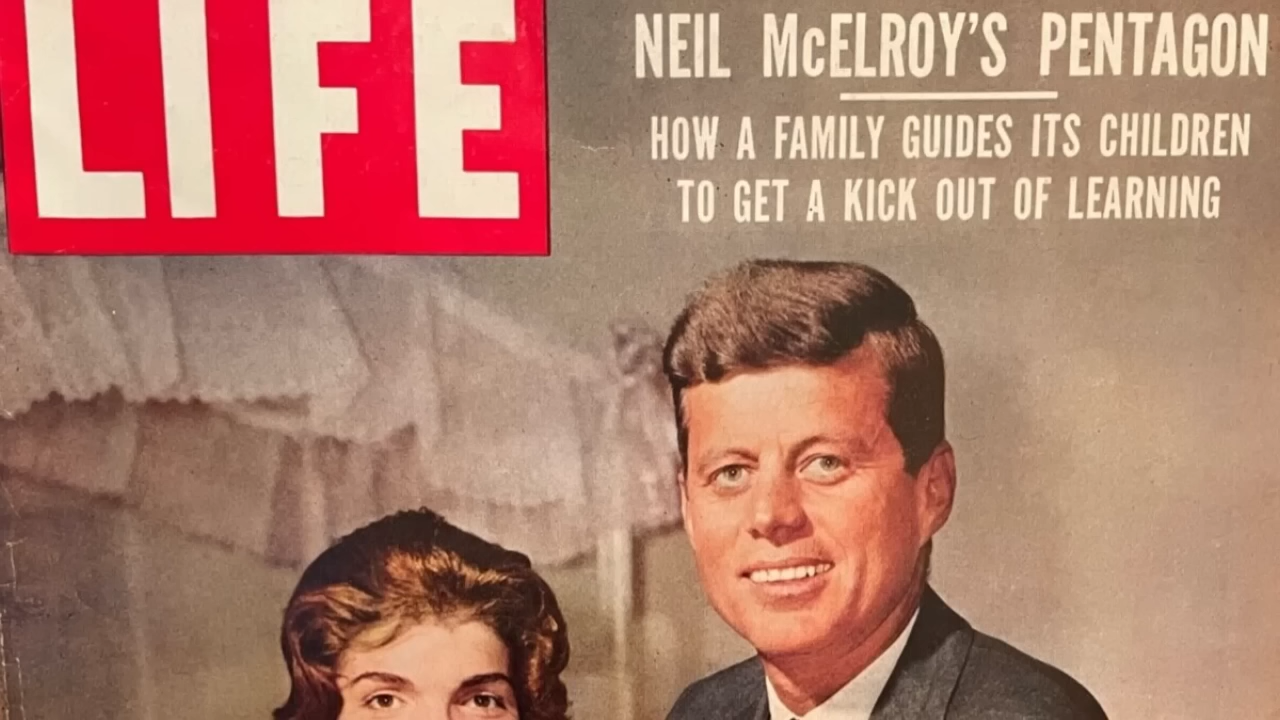 LIFE
NEIL McELROY'S PENTAGON
HOW A FAMILY GUIDES ITS CHILDREN
TO GET A KICK OUT OF LEARNING